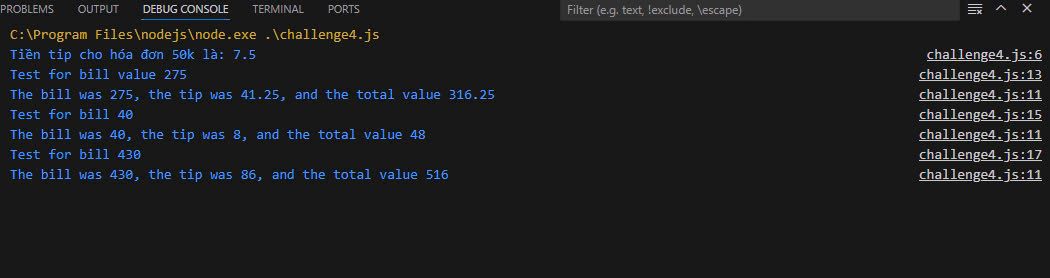 PROBLEMS OUTPUT DEBUG CONSOLE TERMINAL PORTS Filter (e.g. text, !exclude, \escape)
C:\Program Files\nodejs\node.exe .\challenge4.js
Tiền tip cho hóa đơn 50k là: 7.5 challenge4.js:6
Test for bill value 275 challenge4.js:13
The bill was 275, the tip was 41.25, and the total value 316.25 challenge4.js:11
Test for bill 40 challenge4.js:15
The bill was 40, the tip was 8, and the total value 48 challenge4.js:11
Test for bill 430 challenge4.js:17
The bill was 430, the tip was 86, and the total value 516 challenge4.js:11